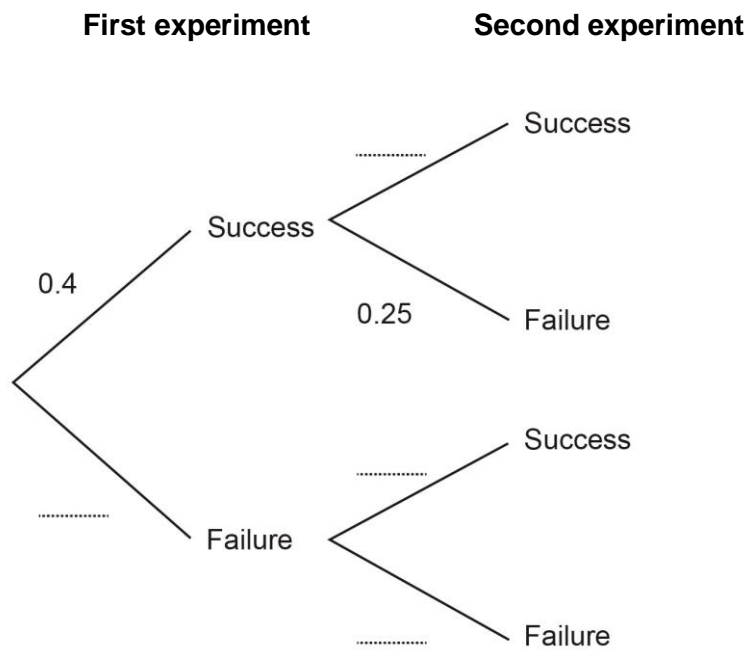 First experiment Second experiment
Success
Success
0.4
0.25
Failure
Success
Failure
Failure